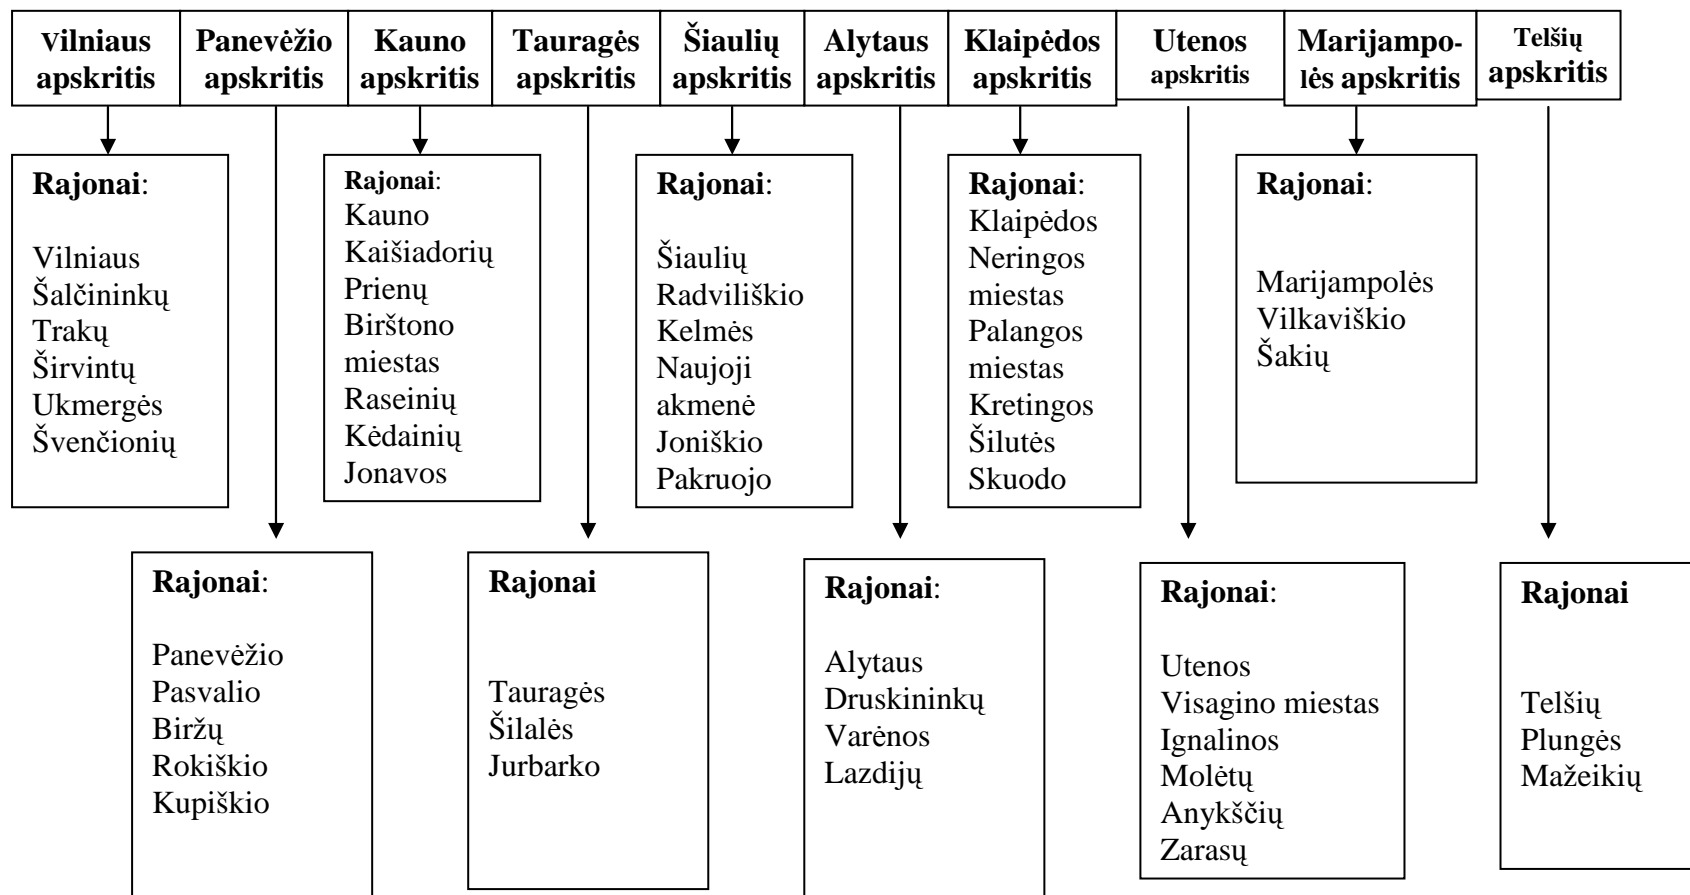 Vilniaus
apskritis
Panevėžio
apskritis
Kauno
apskritis
Tauragės
apskritis
Šiaulių
apskritis
Alytaus
apskritis
Klaipėdos
apskritis
Utenos
apskritis
Marijampo-
lės apskritis
Telšių
apskritis
Rajonai:
Vilniaus
Šalčininkų
Trakų
Širvintų
Ukmergės
Švenčionių
Rajonai:
Kauno
Kaišiadorių
Prienų
Birštono
miestas
Raseinių
Kėdainių
Jonavos
Rajonai:
Šiaulių
Radviliškio
Kelmės
Naujoji
akmenė
Joniškio
Pakruojo
Rajonai:
Klaipėdos
Neringos
miestas
Palangos
miestas
Kretingos
Šilutės
Skuodo
Rajonai:
Marijampolės
Vilkaviškio
Šakių
Rajonai:
Panevėžio
Pasvalio
Biržų
Rokiškio
Kupiškio
Rajonai
Tauragės
Šilalės
Jurbarko
Rajonai:
Alytaus
Druskininkų
Varėnos
Lazdijų
Rajonai:
Utenos
Visagino miestas
Ignalinos
Molėtų
Anykščių
Zarasų
Rajonai
Telšių
Plungės
Mažeikių